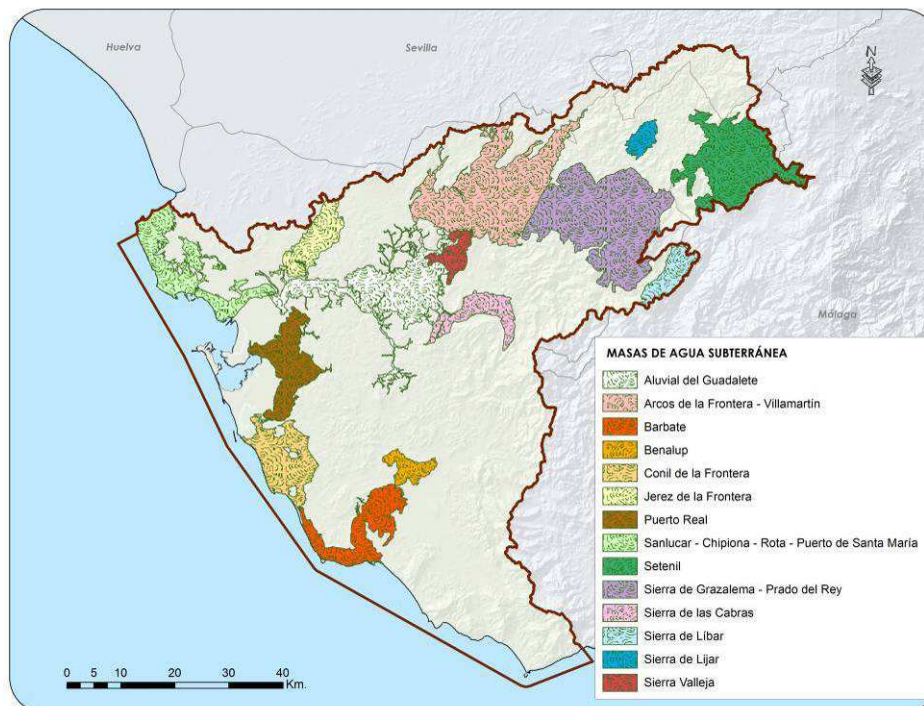 Huelva
Sevilla
N
Málaga
MASAS DE AGUA SUBTERRÁNEA
Aluvial del Guadalete
Arcos de la Frontera - Villamartín
Barbate
Benalup
Conil de la Frontera
Jerez de la Frontera
Puerto Real
Sanlucar - Chipiona - Rota - Puerto de Santa María
Setenil
Sierra de Grazalema - Prado del Rey
Sierra de las Cabras
Sierra de Líbar
Sierra de Lijar
Sierra Valleja
0 5 10 20 30 40
Km.